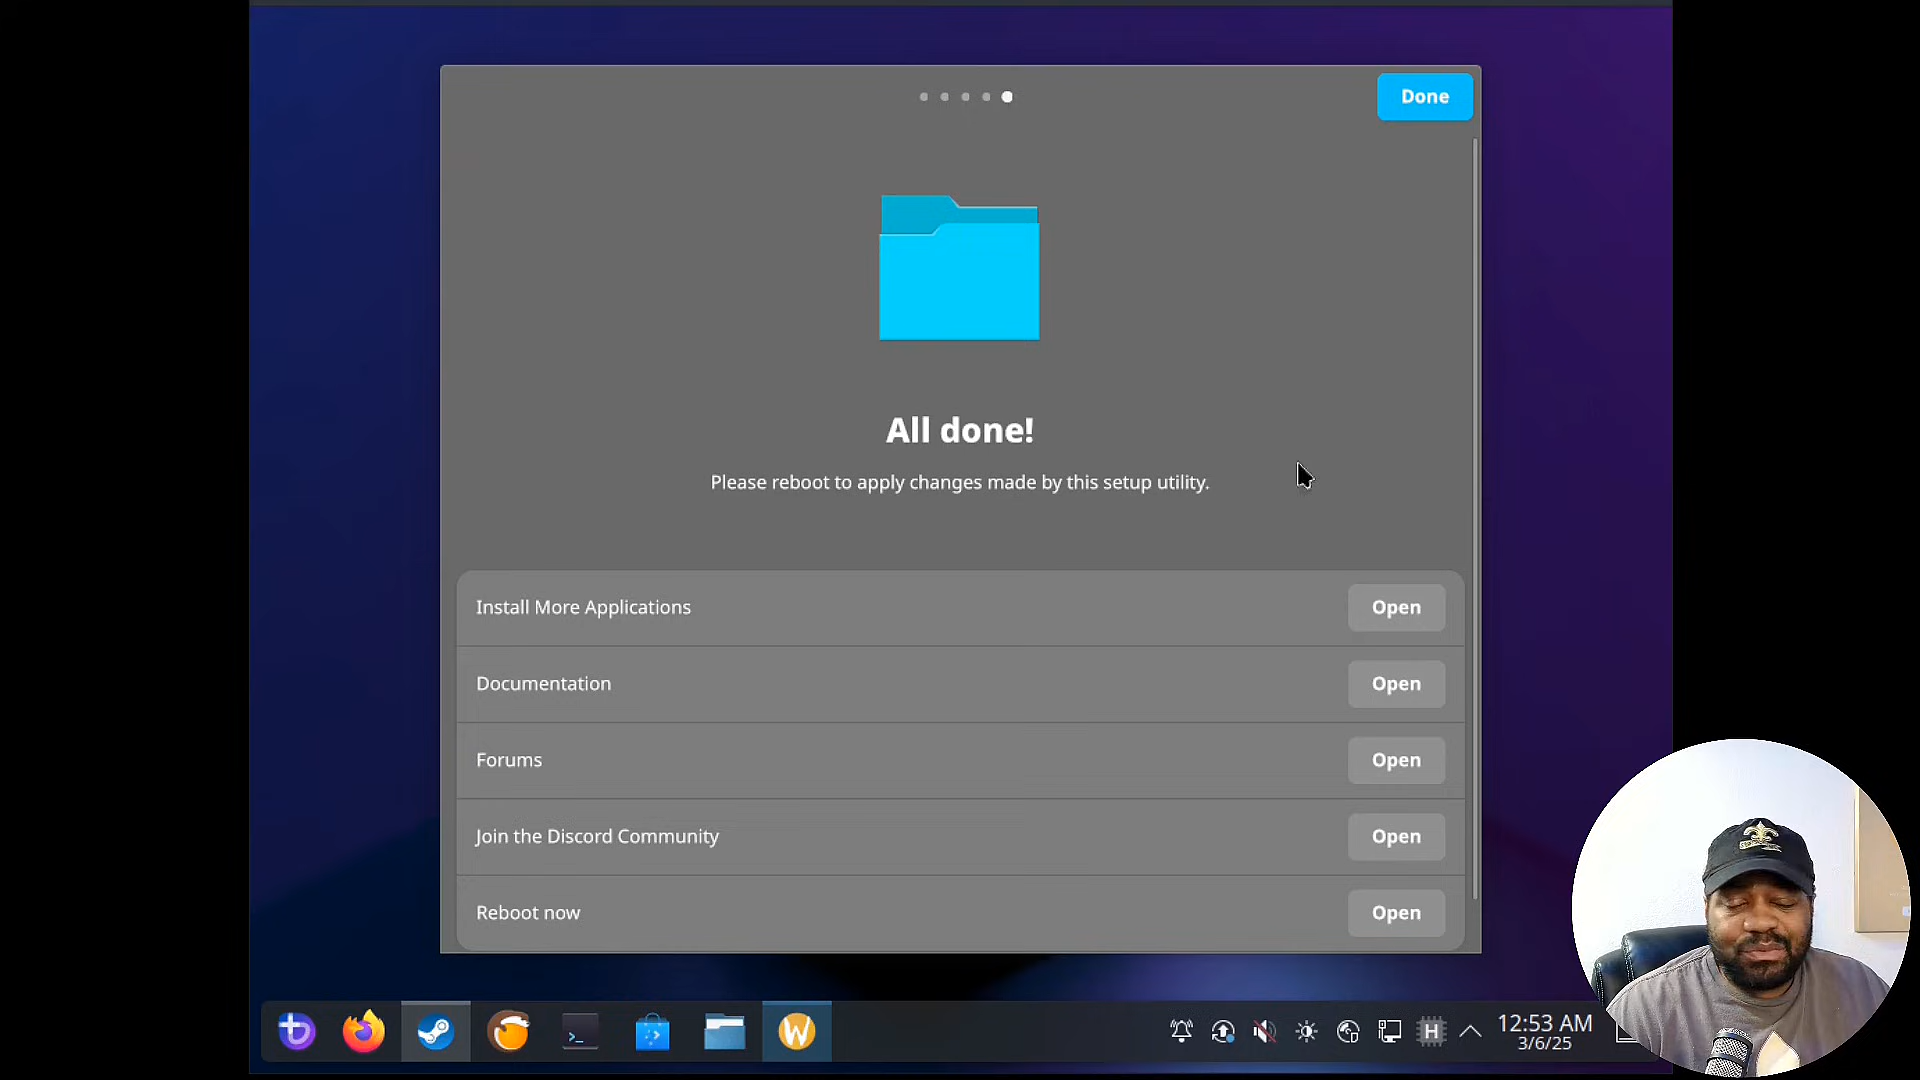 Done
All done!
Please reboot to apply changes made by this setup utility.
Install More Applications Open
Documentation Open
Forums Open
Join the Discord Community Open
Reboot now Open
W
H
12:53 AM
3/6/25